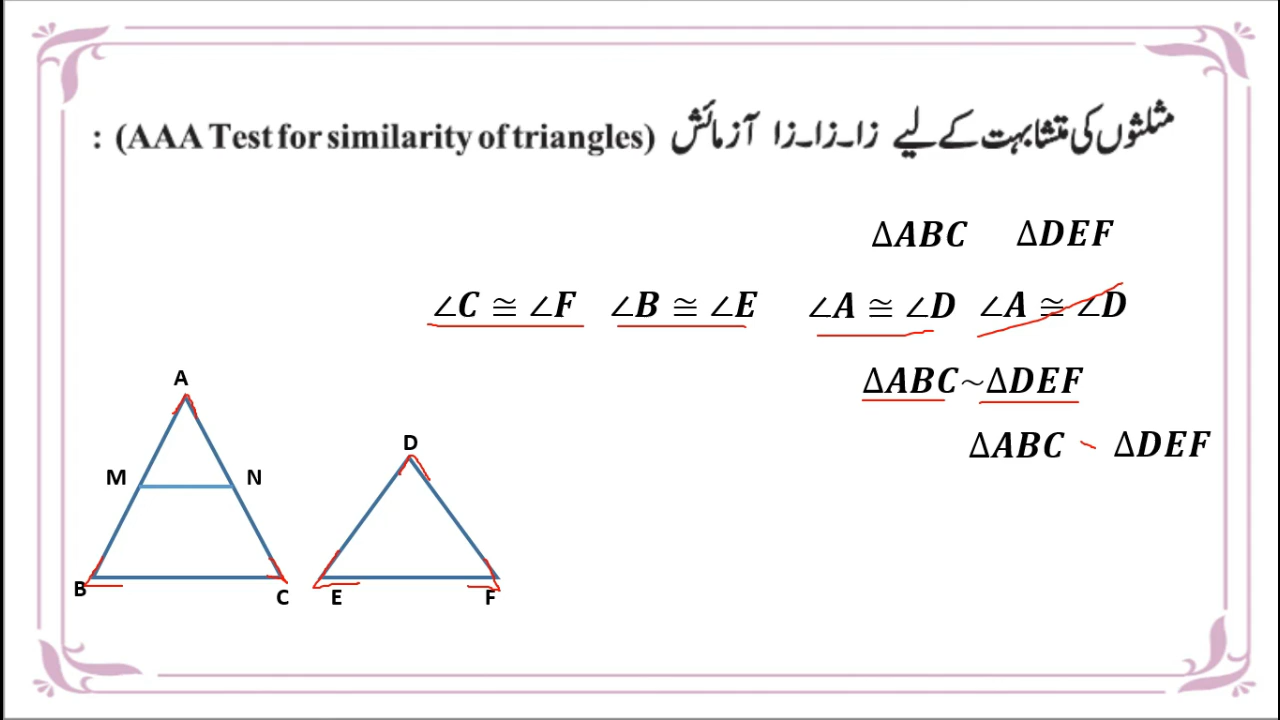 مثلثوں کی متشابہت کے لیے زا۔زا۔زا آزمائش (AAA Test for similarity of triangles) :
ΔABC ΔDEF
∠C ≅ ∠F ∠B ≅ ∠E ∠A ≅ ∠D ∠A ≅ ∠D
ΔABC~ΔDEF
ΔABC ~ ΔDEF
A
D
M N
B C E F